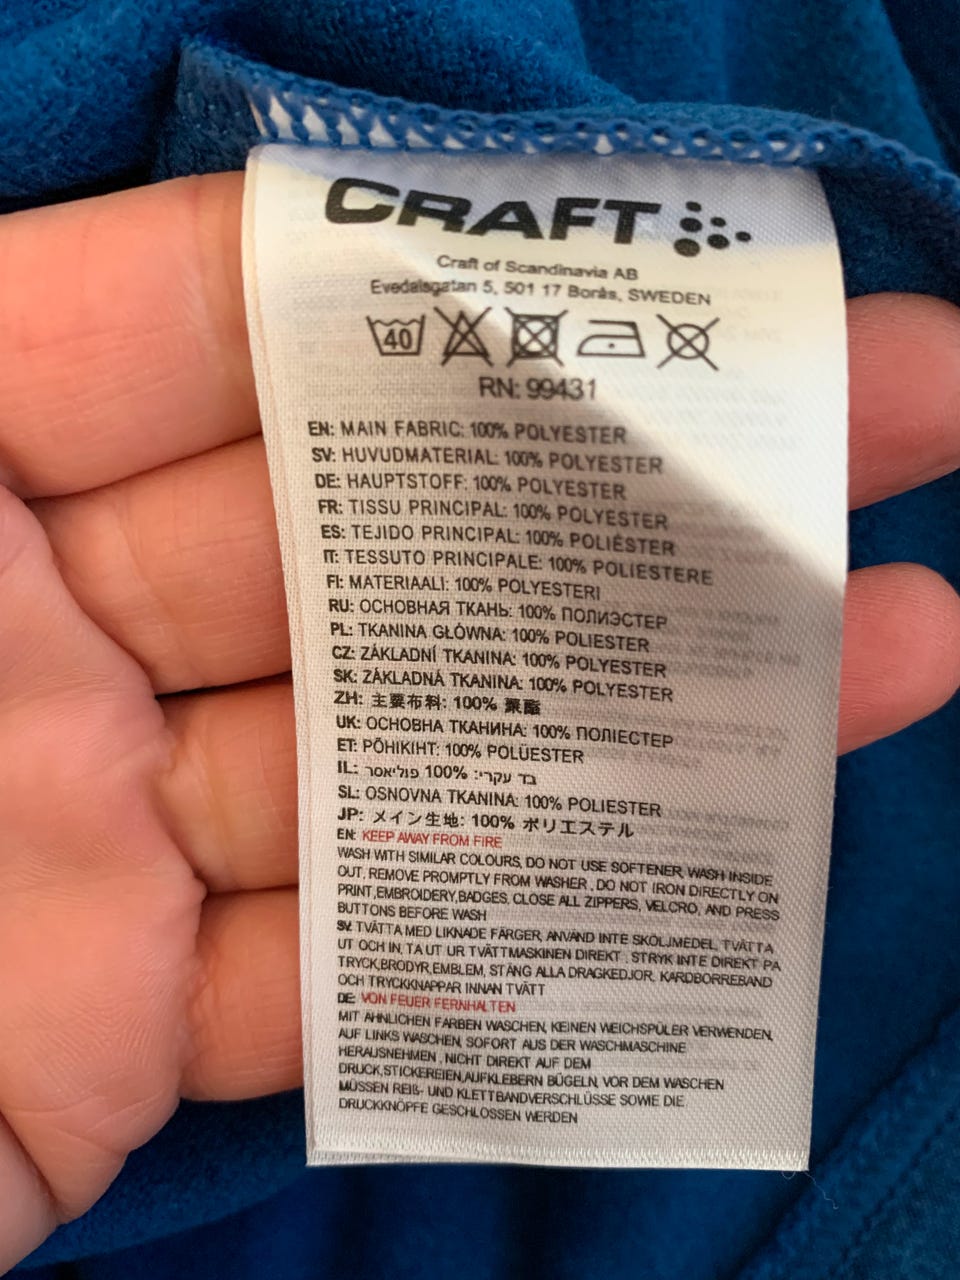 CRAFT
Craft of Scandinavia AB
Evedalsgatan 5, 501 17 Borås, SWEDEN
40
RN: 99431
EN: MAIN FABRIC: 100% POLYESTER
SV: HUVUDMATERIAL: 100% POLYESTER
DE: HAUPTSTOFF: 100% POLYESTER
FR: TISSU PRINCIPAL: 100% POLYESTER
ES: TEJIDO PRINCIPAL: 100% POLIÉSTER
IT: TESSUTO PRINCIPALE: 100% POLIESTERE
FI: MATERIAALI: 100% POLYESTERI
RU: ОСНОВНАЯ ТКАНЬ: 100% ПОЛИЭСТЕР
PL: TKANINA GŁÓWNA: 100% POLIESTER
CZ: ZÁKLADNÍ TKANINA: 100% POLYESTER
SK: ZÁKLADNÁ TKANINA: 100% POLYESTER
ZH: 主要布料: 100% 聚酯
UK: ОСНОВНА ТКАНИНА: 100% ПОЛІЕСТЕР
ET: PÕHIKIHT: 100% POLÜESTER
IL: בד עקרי: 100% פוליאסר
SL: OSNOVNA TKANINA: 100% POLIESTER
JP: メイン生地: 100% ポリエステル
EN: KEEP AWAY FROM FIRE
WASH WITH SIMILAR COLOURS, DO NOT USE SOFTENER, WASH INSIDE
OUT, REMOVE PROMPTLY FROM WASHER , DO NOT IRON DIRECTLY ON
PRINT,EMBROIDERY,BADGES, CLOSE ALL ZIPPERS, VELCRO, AND PRESS
BUTTONS BEFORE WASH
SV: TVÄTTA MED LIKNADE FÄRGER, ANVÄND INTE SKÖLJMEDEL, TVÄTTA
UT OCH IN, TA UT UR TVÄTTMASKINEN DIREKT , STRYK INTE DIREKT PÅ
TRYCK,BRODYR,EMBLEM, STÄNG ALLA DRAGKEDJOR, KARDBORREBAND
OCH TRYCKKNAPPAR INNAN TVÄTT
DE: VON FEUER FERNHALTEN
MIT ÄHNLICHEN FARBEN WASCHEN, KEINEN WEICHSPÜLER VERWENDEN,
AUF LINKS WASCHEN, SOFORT AUS DER WASCHMASCHINE
HERAUSNEHMEN , NICHT DIREKT AUF DEM
DRUCK,STICKEREIEN,AUFKLEBERN BÜGELN, VOR DEM WASCHEN
MÜSSEN REIß- UND KLETTBANDVERSCHLÜSSE SOWIE DIE
DRUCKKNÖPFE GESCHLOSSEN WERDEN